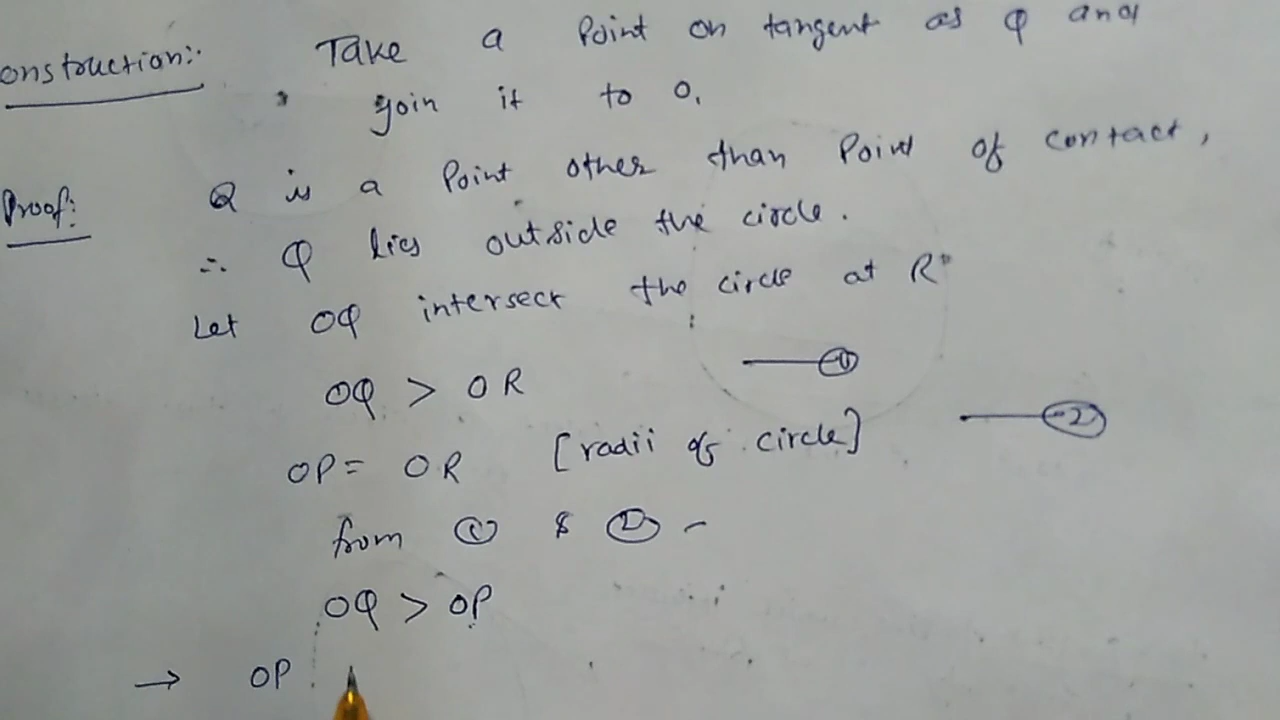 onstruction:- Take a Point on tangent as Q and
join it to O.
Proof: Q is a Point other than Point of contact,
∴ Q lies outside the circle.
Let OQ intersect the circle at R
OQ > OR —①
OP = OR [radii of circle] —②
from ① & ② -
OQ > OP
→ OP